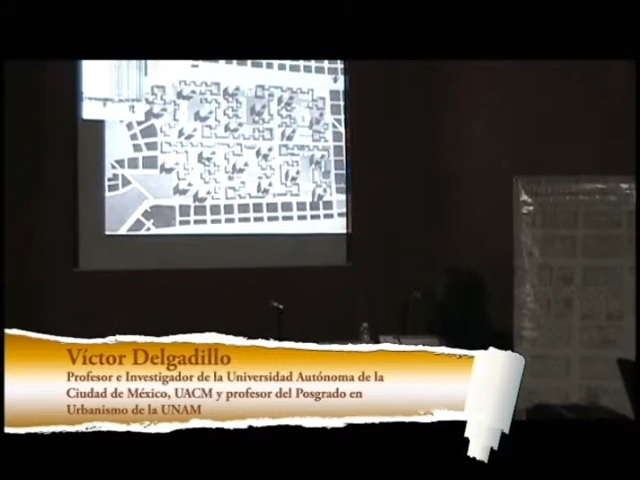 Víctor Delgadillo
Profesor e Investigador de la Universidad Autónoma de la
Ciudad de México, UACM y profesor del Posgrado en
Urbanismo de la UNAM